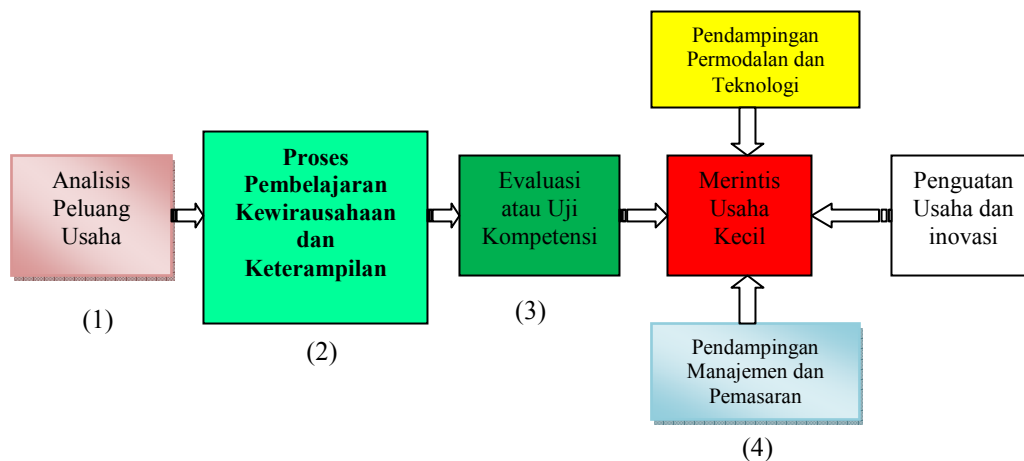 Pendampingan
Permodalan dan
Teknologi
Analisis
Peluang
Usaha
(1)
Proses
Pembelajaran
Kewirausahaan
dan
Keterampilan
(2)
Evaluasi
atau Uji
Kompetensi
(3)
Merintis
Usaha
Kecil
Penguatan
Usaha dan
inovasi
Pendampingan
Manajemen dan
Pemasaran
(4)